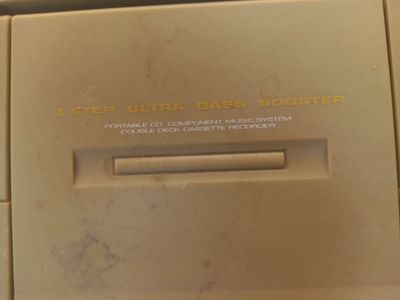 3 STEP ULTRA BASS BOOSTER
PORTABLE CD COMPONENT MUSIC SYSTEM
DOUBLE DECK CASSETTE RECORDER